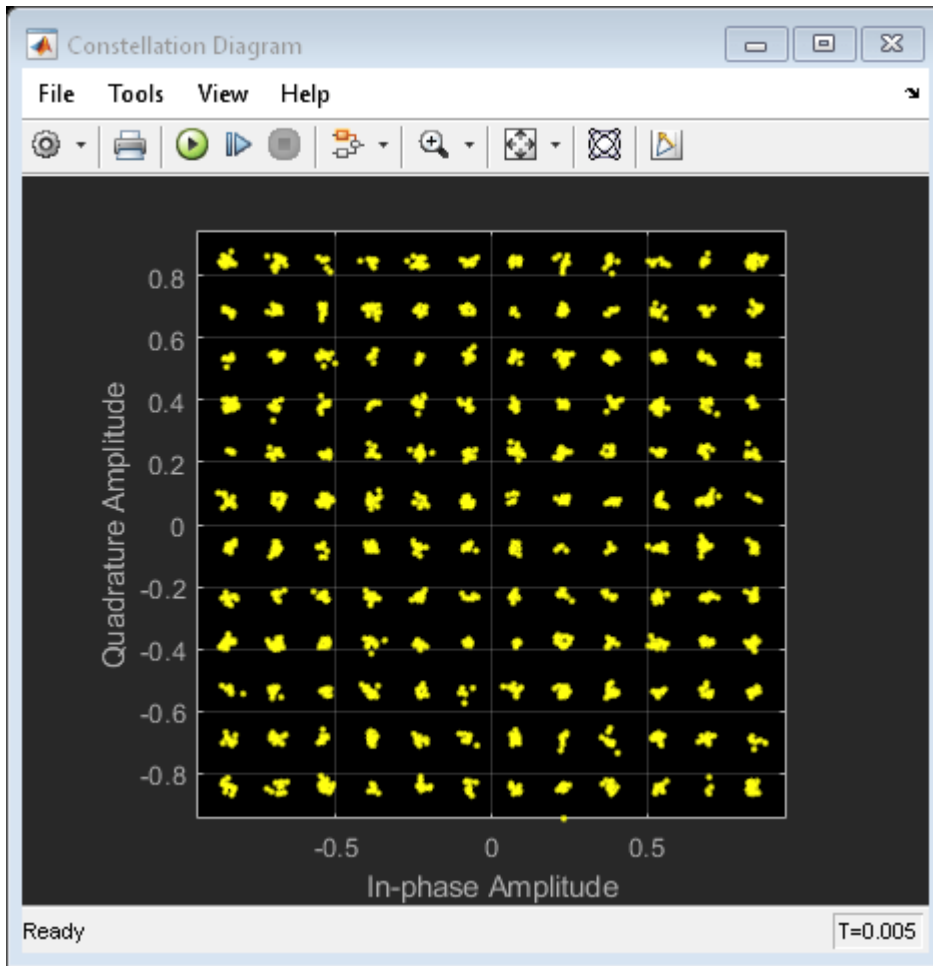 Constellation Diagram
File Tools View Help
0.8
0.6
0.4
0.2
0
-0.2
-0.4
-0.6
-0.8
Quadrature Amplitude
-0.5 0 0.5
In-phase Amplitude
Ready T=0.005